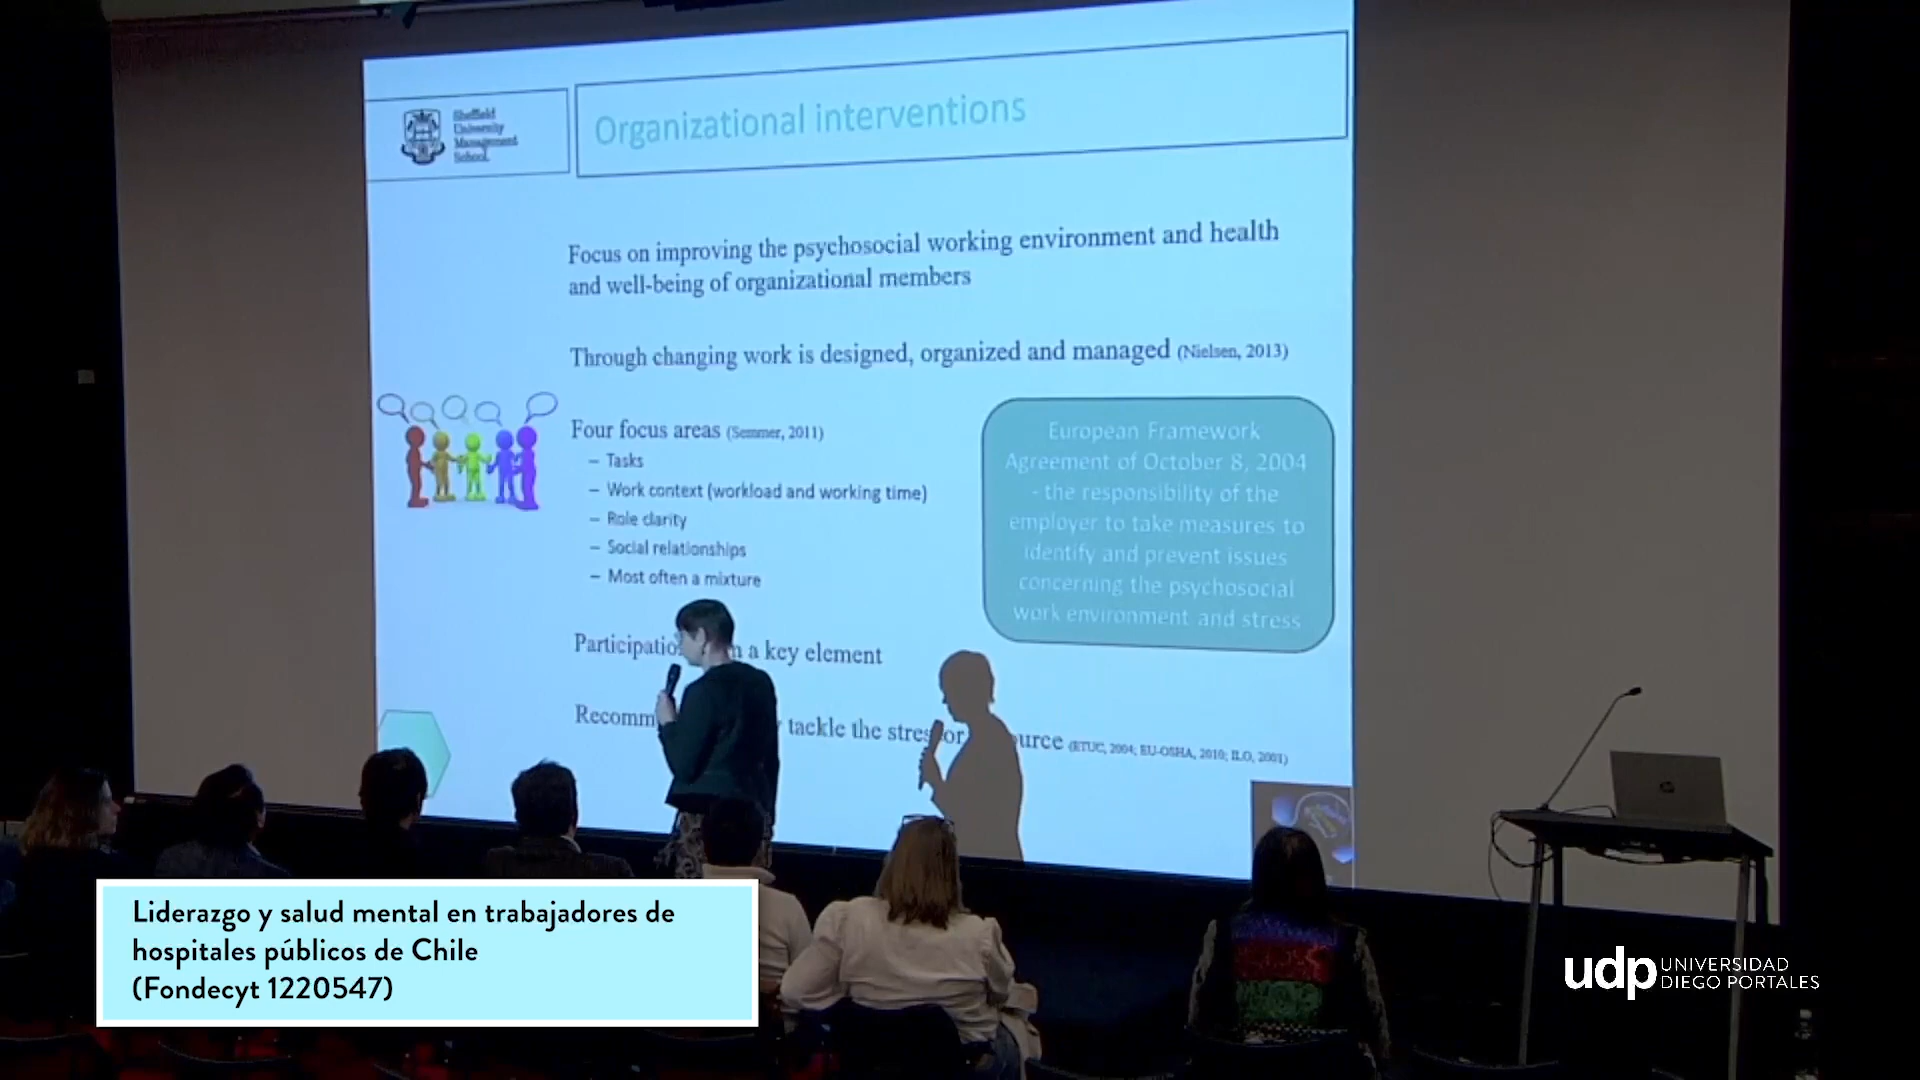 Sheffield
University
Management
School.
Organizational interventions
Focus on improving the psychosocial working environment and health
and well-being of organizational members
Through changing work is designed, organized and managed (Nielsen, 2013)
Four focus areas (Semmer, 2011)
– Tasks
– Work context (workload and working time)
– Role clarity
– Social relationships
– Most often a mixture
European Framework
Agreement of October 8, 2004
- the responsibility of the
employer to take measures to
identify and prevent issues
concerning the psychosocial
work environment and stress
a key element
tackle the (ETUC, 2004; EU-OSHA, 2010; ILO, 2001)
Liderazgo y salud mental en trabajadores de
hospitales públicos de Chile
(Fondecyt 1220547)
udp UNIVERSIDAD
DIEGO PORTALES